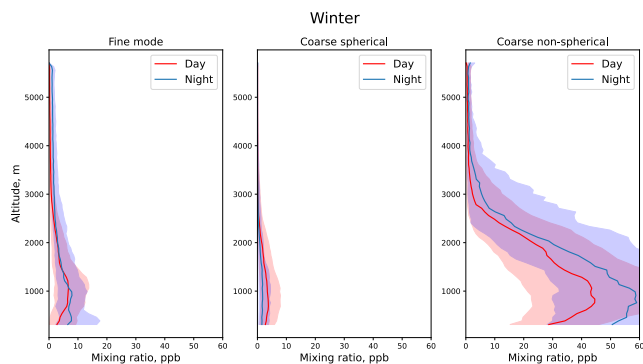 Winter
Fine mode
Coarse spherical
Coarse non-spherical
Day
Night
Day
Night
Day
Night
5000
4000
3000
2000
1000
5000
4000
3000
2000
1000
5000
4000
3000
2000
1000
Altitude, m
0 10 20 30 40 50 60
0 10 20 30 40 50 60
0 10 20 30 40 50 60
Mixing ratio, ppb
Mixing ratio, ppb
Mixing ratio, ppb